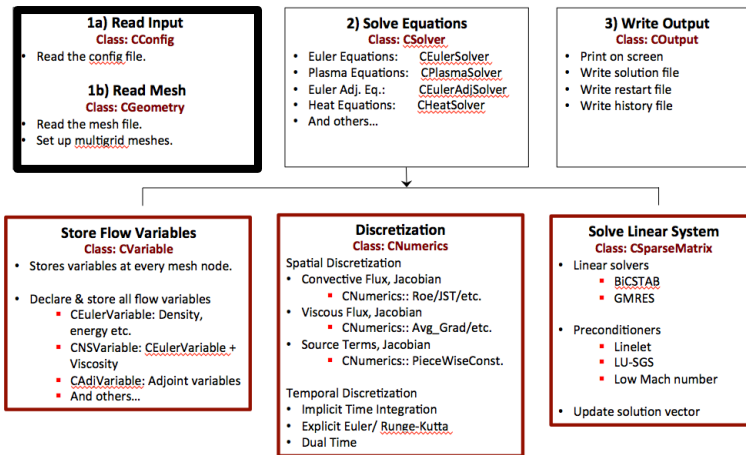 1a) Read Input
Class: CConfig
• Read the config file.
1b) Read Mesh
Class: CGeometry
• Read the mesh file.
• Set up multigrid meshes.
2) Solve Equations
Class: CSolver
• Euler Equations: CEulerSolver
• Plasma Equations: CPlasmaSolver
• Euler Adj. Eq.: CEulerAdjSolver
• Heat Equations: CHeatSolver
• And others...
3) Write Output
Class: COutput
• Print on screen
• Write solution file
• Write restart file
• Write history file
Store Flow Variables
Class: CVariable
• Stores variables at every mesh node.
• Declare & store all flow variables
▪ CEulerVariable: Density,
energy etc.
▪ CNSVariable: CEulerVariable +
Viscosity
▪ CAdjVariable: Adjoint variables
▪ And others...
Discretization
Class: CNumerics
Spatial Discretization
• Convective Flux, Jacobian
▪ CNumerics:: Roe/JST/etc.
• Viscous Flux, Jacobian
▪ CNumerics:: Avg_Grad/etc.
• Source Terms, Jacobian
▪ CNumerics:: PieceWiseConst.
Temporal Discretization
• Implicit Time Integration
• Explicit Euler/ Runge-Kutta
• Dual Time
Solve Linear System
Class: CSparseMatrix
• Linear solvers
▪ BiCSTAB
▪ GMRES
• Preconditioners
▪ Linelet
▪ LU-SGS
▪ Low Mach number
• Update solution vector